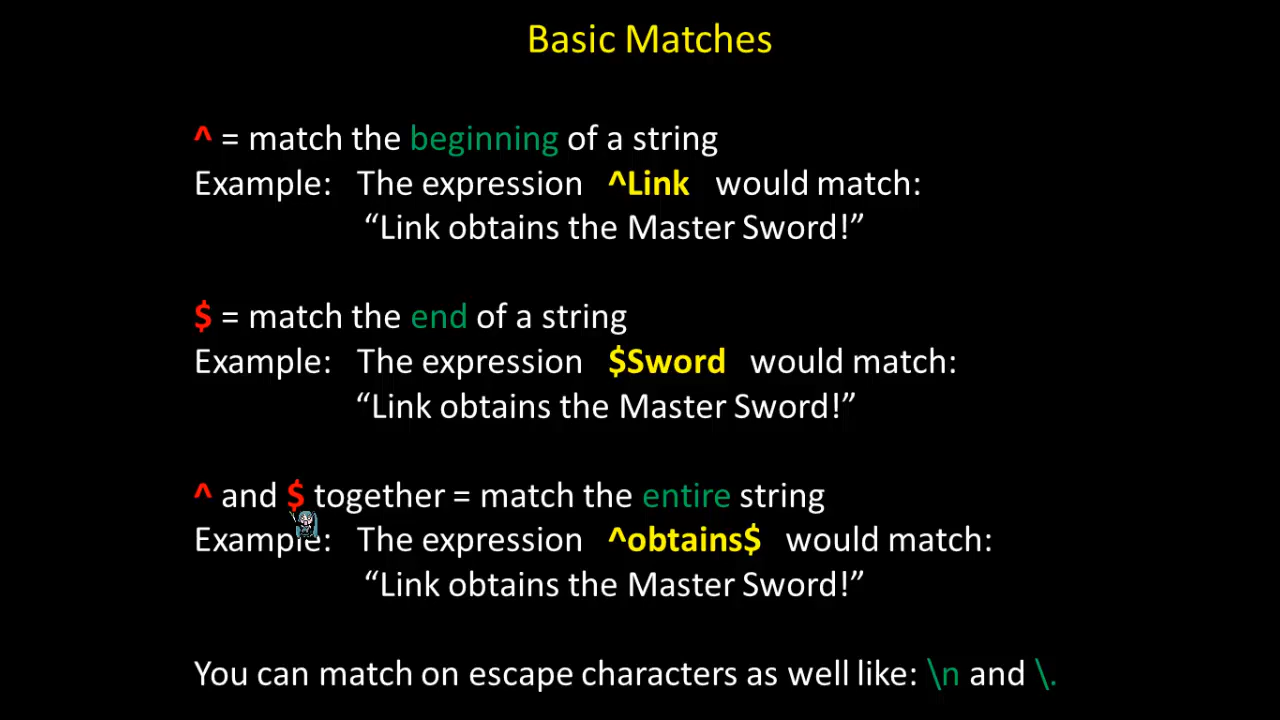 Basic Matches
^ = match the beginning of a string
Example: The expression ^Link would match:
“Link obtains the Master Sword!”
$ = match the end of a string
Example: The expression $Sword would match:
“Link obtains the Master Sword!”
^ and $ together = match the entire string
Example: The expression ^obtains$ would match:
“Link obtains the Master Sword!”
You can match on escape characters as well like: \n and \.